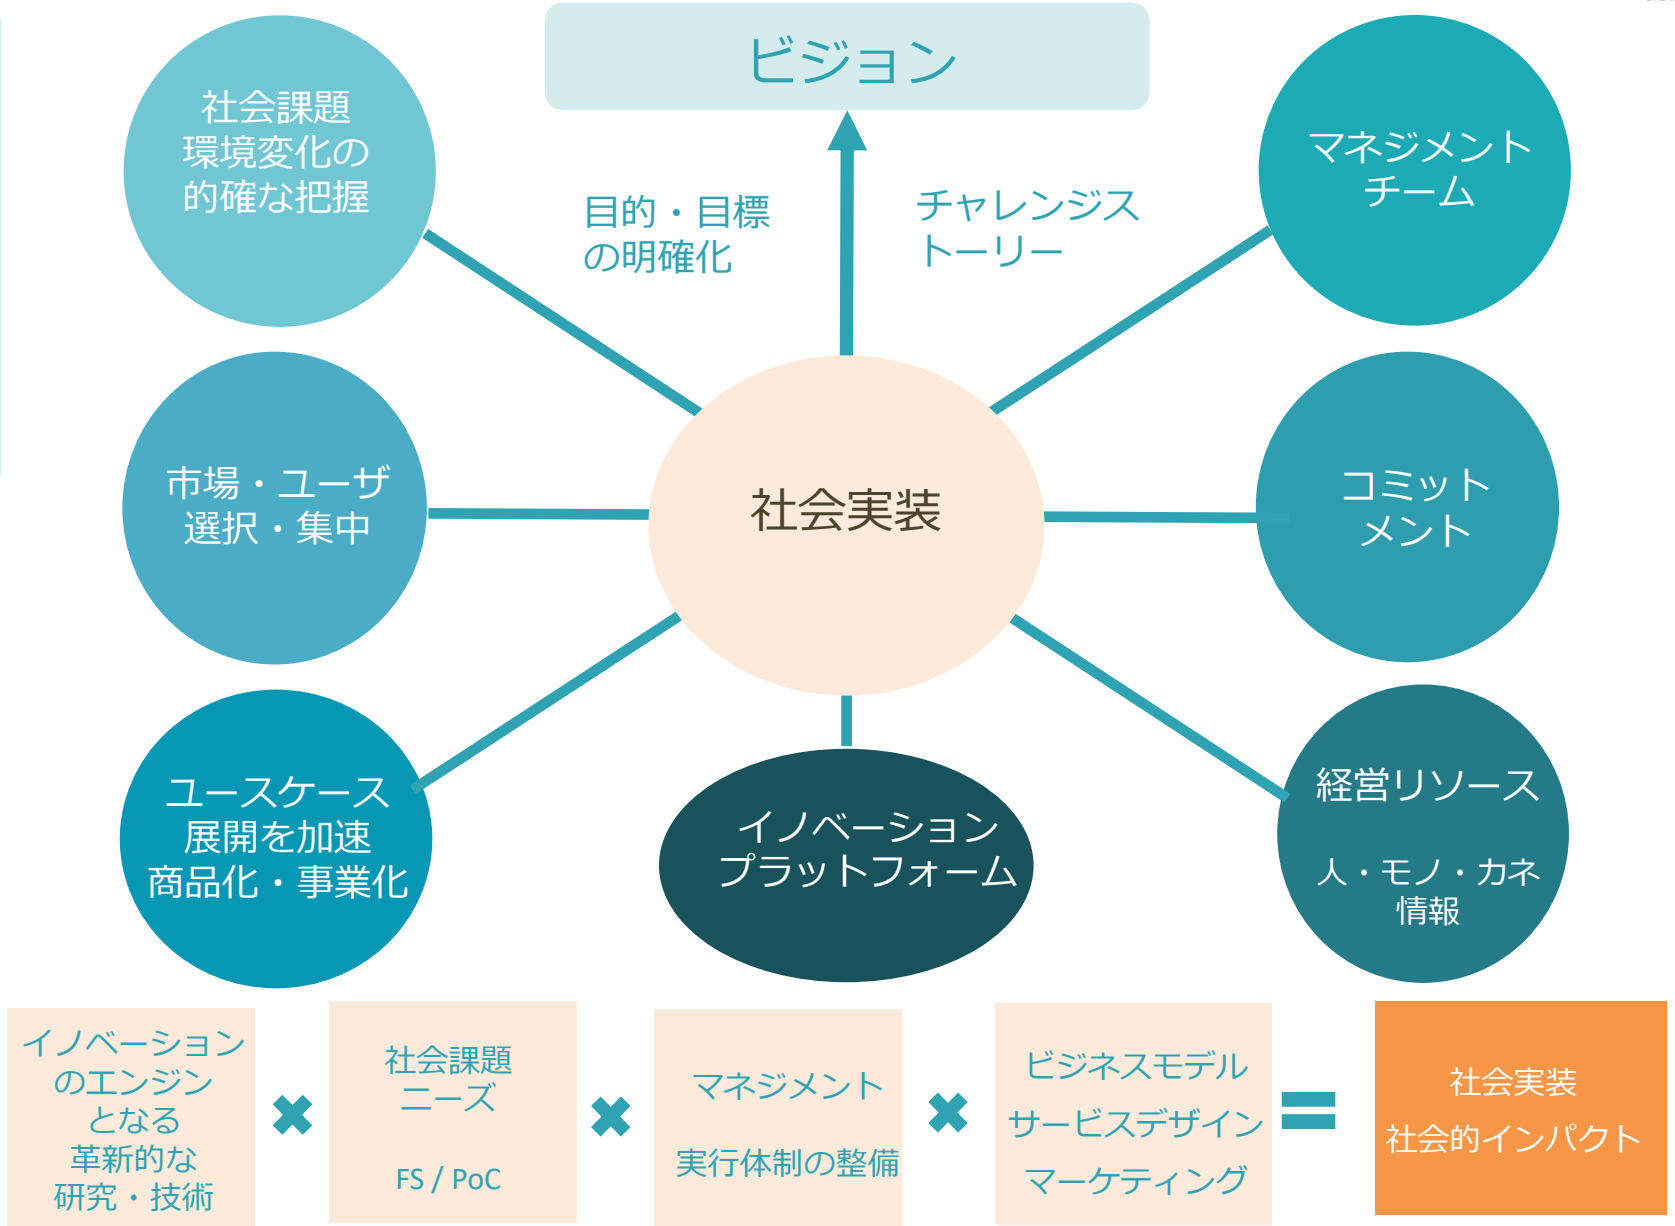 ビジョン
社会課題
環境変化の
的確な把握
目的・目標
の明確化
チャレンジス
トーリー
マネジメント
チーム
市場・ユーザ
選択・集中
社会実装
コミット
メント
ユースケース
展開を加速
商品化・事業化
イノベーション
プラットフォーム
経営リソース
人・モノ・カネ
情報
イノベーション
のエンジン
となる
革新的な
研究・技術
×
社会課題
ニーズ
FS / PoC
×
マネジメント
実行体制の整備
×
ビジネスモデル
サービスデザイン
マーケティング
=
社会実装
社会的インパクト